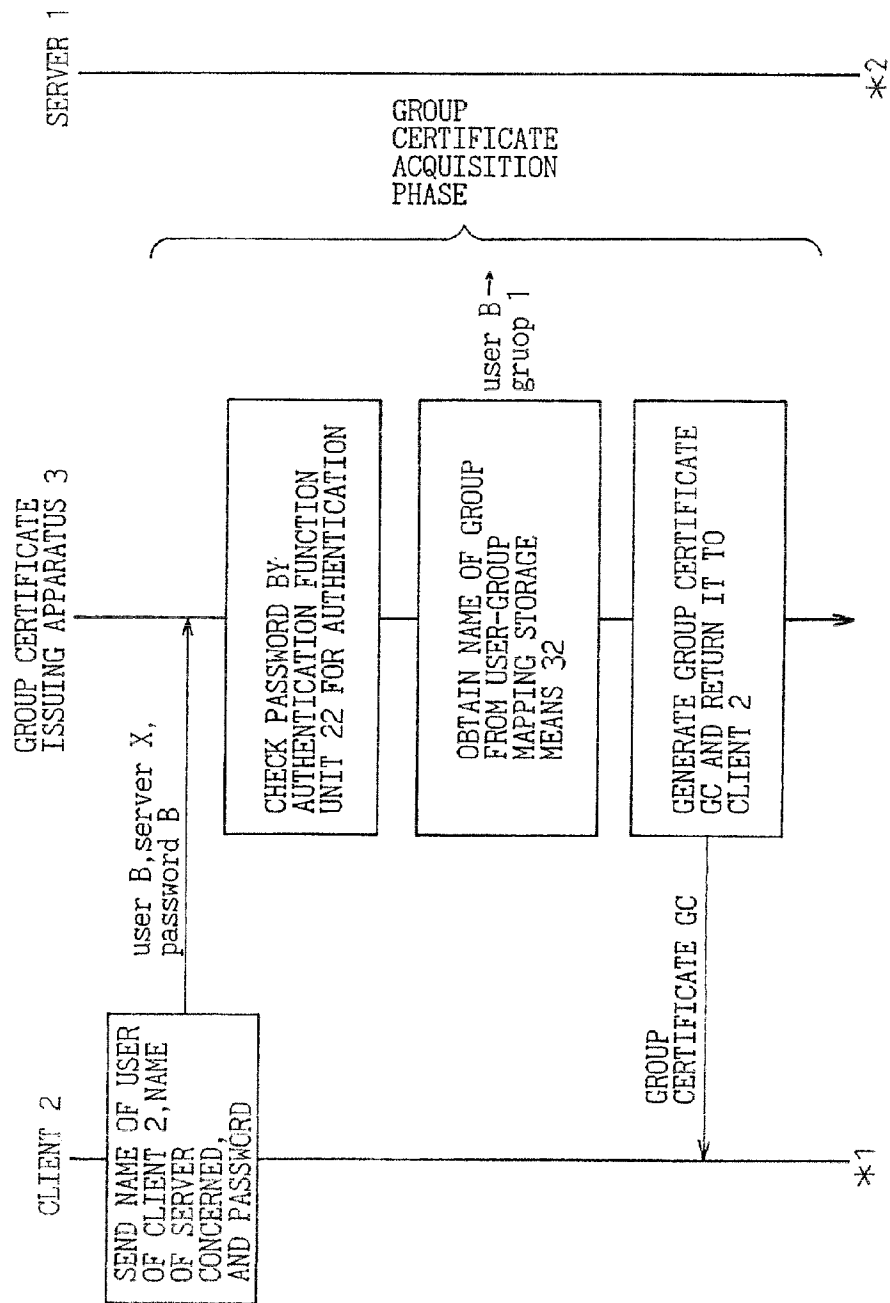 CLIENT 2
GROUP CERTIFICATE
ISSUING APPARATUS 3
SERVER 1
SEND NAME OF USER
OF CLIENT 2,NAME
OF SERVER
CONCERNED,
AND PASSWORD
user B,server X,
password B
CHECK PASSWORD BY
AUTHENTICATION FUNCTION
UNIT 22 FOR AUTHENTICATION
OBTAIN NAME OF GROUP
FROM USER-GROUP
MAPPING STORAGE
MEANS 32
user B→
gruop 1
GENERATE GROUP CERTIFICATE
GC AND RETURN IT TO
CLIENT 2
GROUP
CERTIFICATE GC
GROUP
CERTIFICATE
ACQUISITION
PHASE
*1
*2